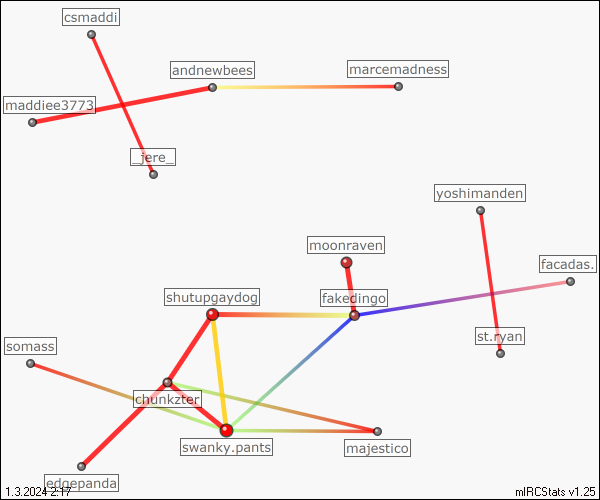 csmaddi
andnewbees
marcemadness
maddiee3773
_jere_
yoshimanden
moonraven
facadas.
shutupgaydog
fakedingo
st.ryan
somass
chunkzter
swanky.pants
majestico
edgepanda
1.3.2024 2:17
mIRCStats v1.25